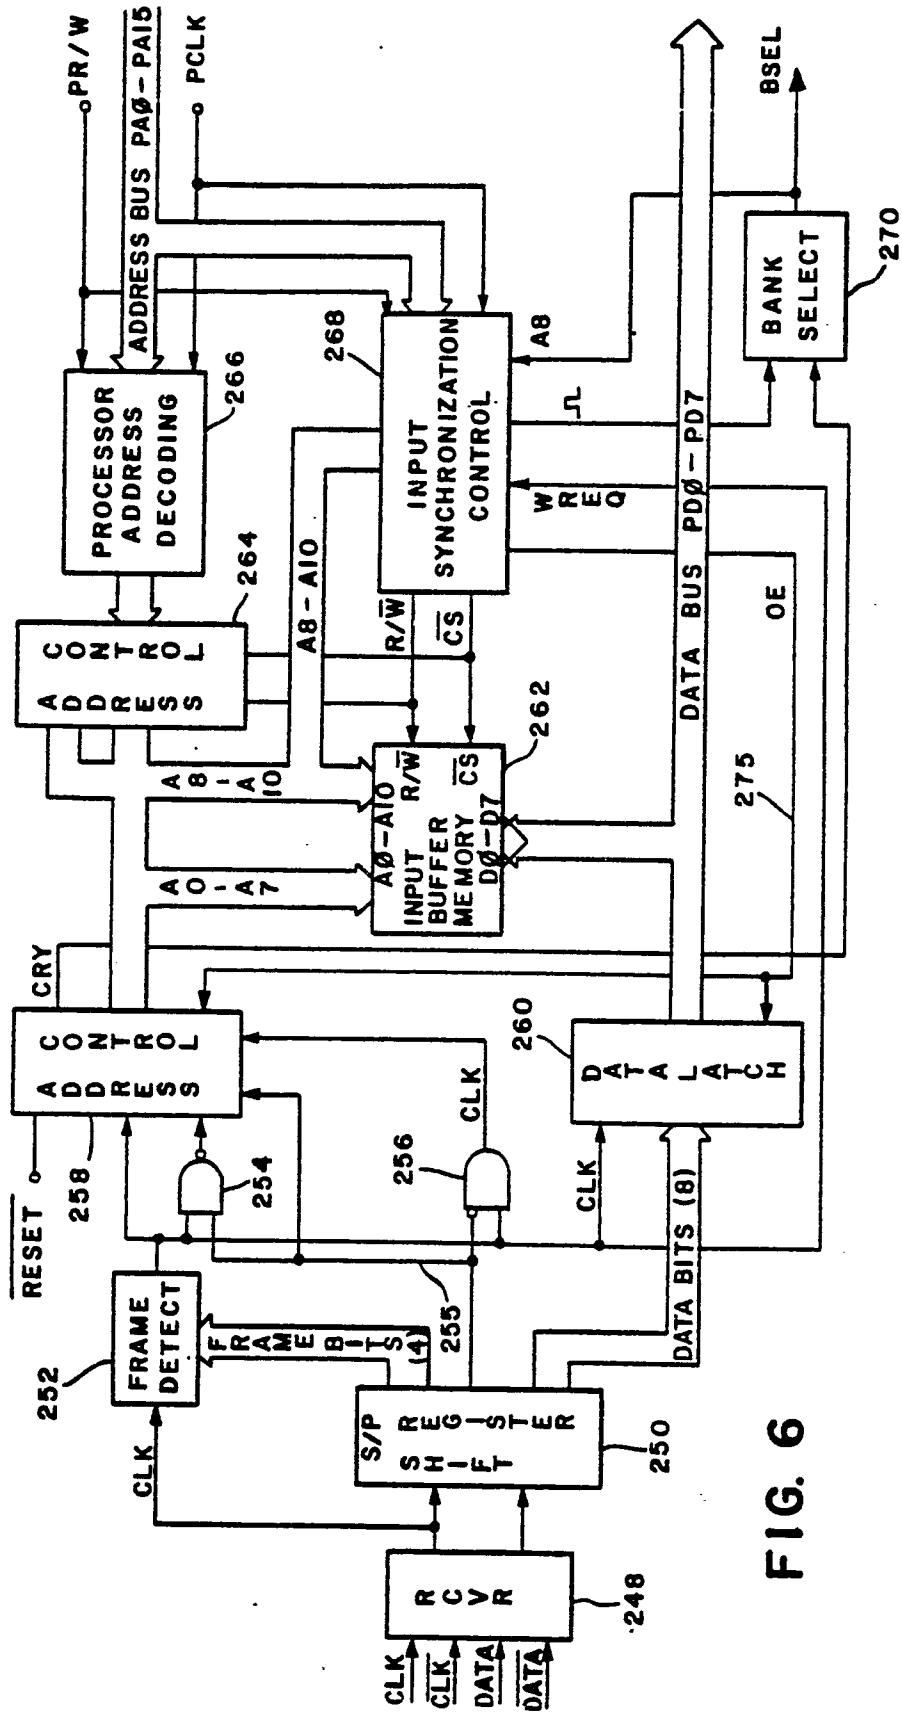 CLK
CLK
DATA
DATA
RCVR
248
CLK
S/P
SHIFT REGISTER
250
FRAME DETECT
252
FRAME BITS (4)
255
DATA BITS (8)
RESET
254
256
CLK
CLK
ADDRESS CONTROL
258
CRY
DATA LATCH
260
A0-A7
A8-A10
AØ-A10
R/W
INPUT
BUFFER
MEMORY
CS
DØ-D7
262
275
OE
ADDRESS CONTROL
264
A8-A10
R/W
CS
PROCESSOR
ADDRESS
DECODING
266
INPUT
SYNCHRONIZATION
CONTROL
268
WREQ
A8
DATA BUS PDØ-PD7
BANK
SELECT
270
BSEL
PR/W
ADDRESS BUS PAØ-PA15
PCLK
FIG. 6